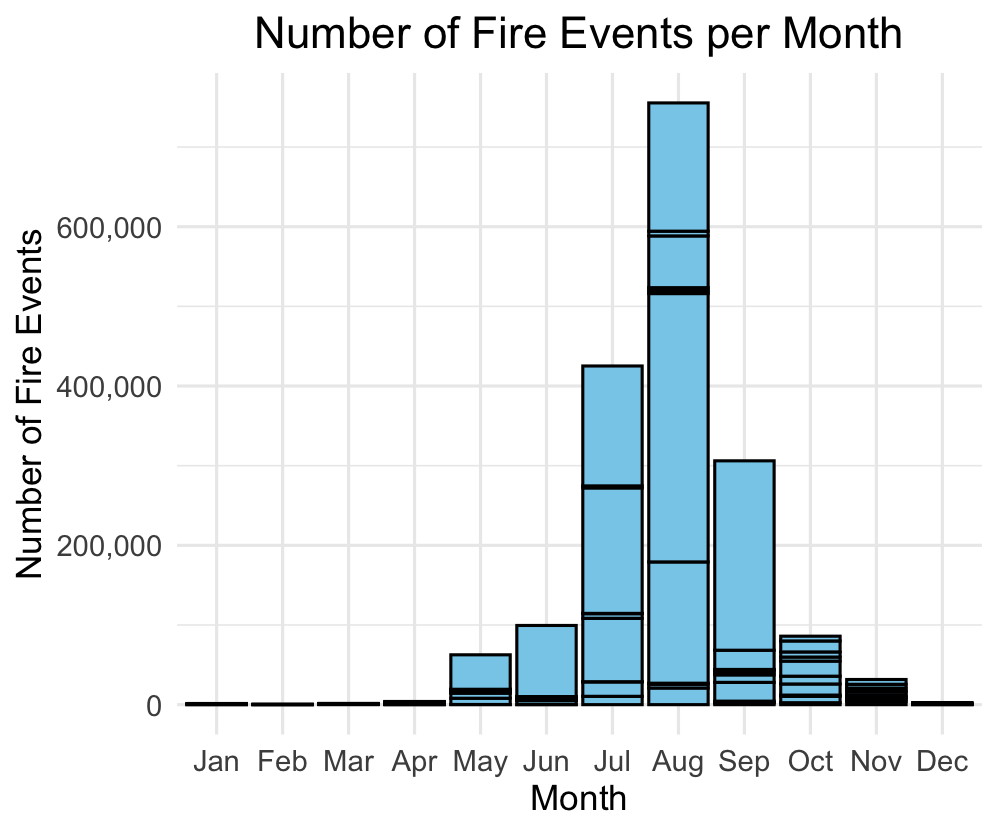 Number of Fire Events per Month
Number of Fire Events
600,000
400,000
200,000
0
Jan Feb Mar Apr May Jun Jul Aug Sep Oct Nov Dec
Month